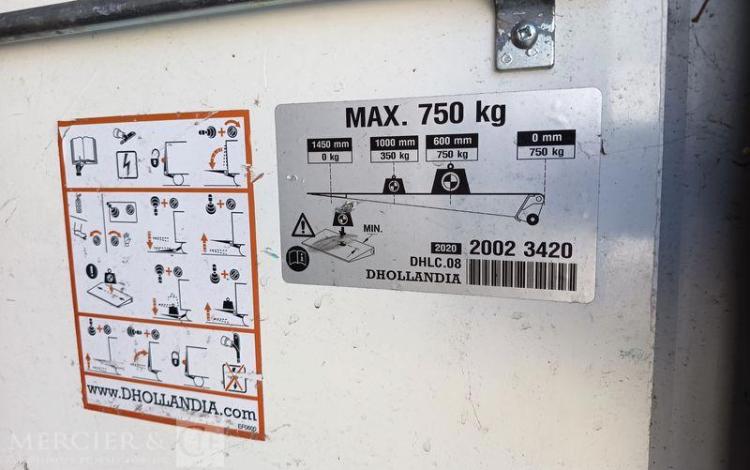 MAX. 750 kg
1450 mm 1000 mm 600 mm 0 mm
0 kg 350 kg 750 kg 750 kg
MIN.
2020 2002 3420
DHLC.08
DHOLLANDIA
www.DHOLLANDIA.com
EF0600
MERCIER &